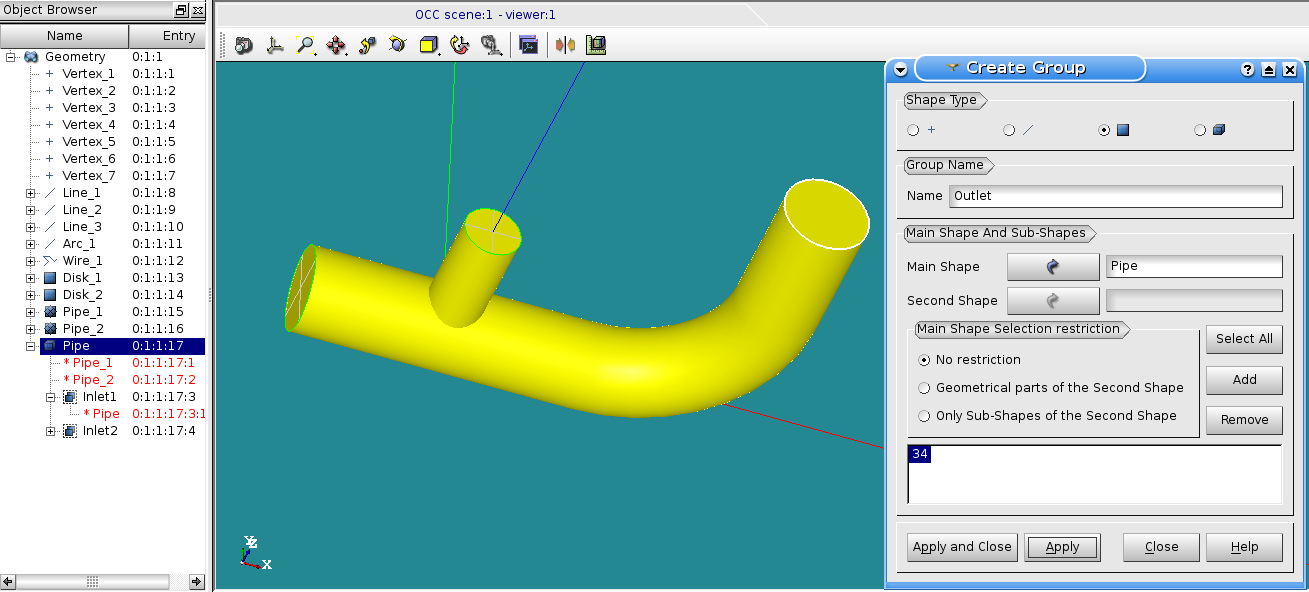 Object Browser
Name Entry
Geometry 0:1:1
Vertex_1 0:1:1:1
Vertex_2 0:1:1:2
Vertex_3 0:1:1:3
Vertex_4 0:1:1:4
Vertex_5 0:1:1:5
Vertex_6 0:1:1:6
Vertex_7 0:1:1:7
Line_1 0:1:1:8
Line_2 0:1:1:9
Line_3 0:1:1:10
Arc_1 0:1:1:11
Wire_1 0:1:1:12
Disk_1 0:1:1:13
Disk_2 0:1:1:14
Pipe_1 0:1:1:15
Pipe_2 0:1:1:16
Pipe 0:1:1:17
* Pipe_1 0:1:1:17:1
* Pipe_2 0:1:1:17:2
Inlet1 0:1:1:17:3
* Pipe 0:1:1:17:3:1
Inlet2 0:1:1:17:4
OCC scene:1 - viewer:1
X
Create Group
?
Shape Type
Group Name
Name Outlet
Main Shape And Sub-Shapes
Main Shape Pipe
Second Shape
Main Shape Selection restriction
No restriction
Geometrical parts of the Second Shape
Only Sub-Shapes of the Second Shape
Select All
Add
Remove
34
Apply and Close Apply Close Help